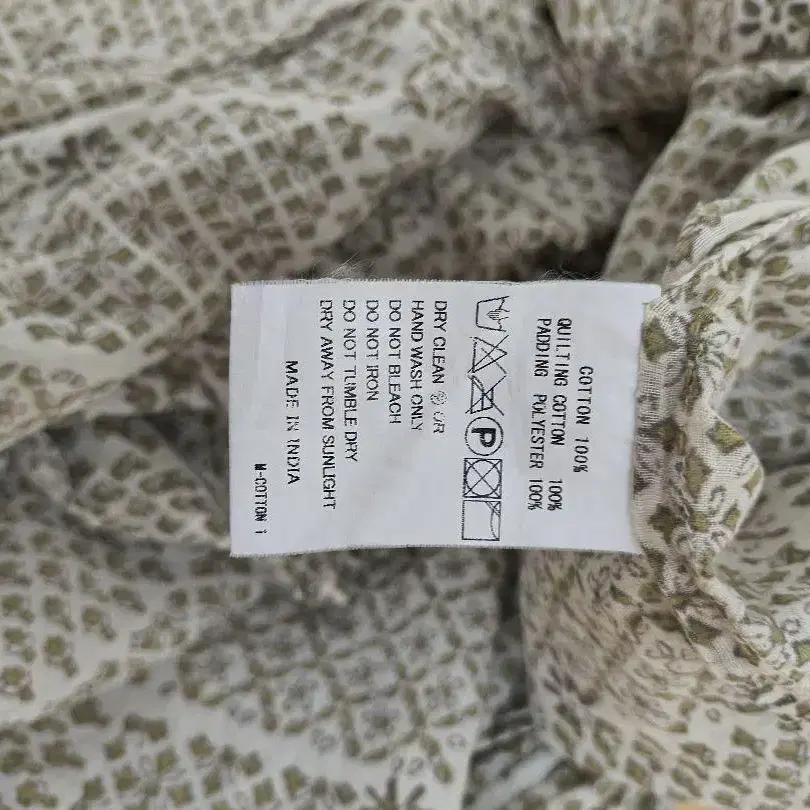 COTTON 100%
QUILTING COTTON 100%
PADDING POLYESTER 100%
P
DRY CLEAN Ⓟ OR
HAND WASH ONLY
DO NOT BLEACH
DO NOT IRON
DO NOT TUMBLE DRY
DRY AWAY FROM SUNLIGHT
MADE IN INDIA
M-COTTON 1